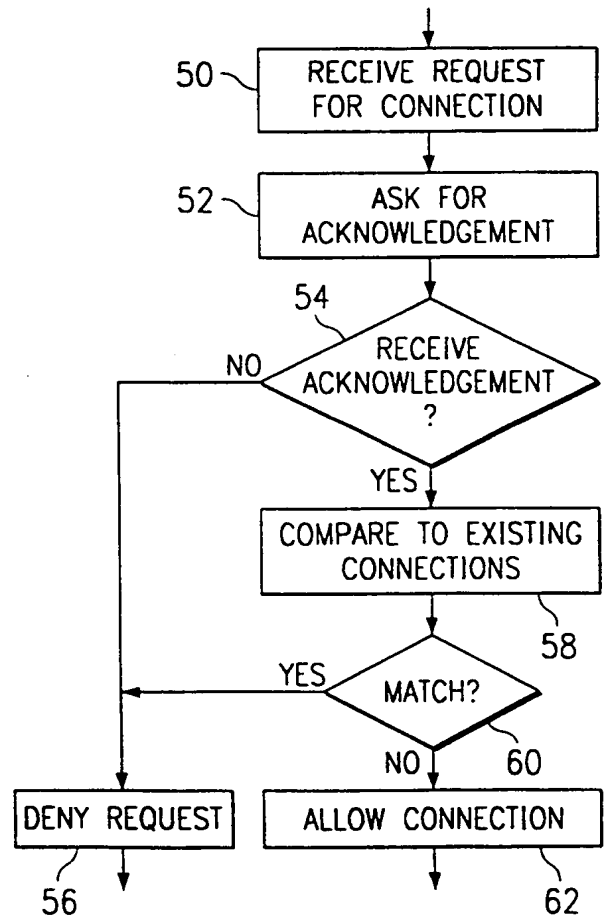 50
RECEIVE REQUEST
FOR CONNECTION
52
ASK FOR
ACKNOWLEDGEMENT
54
RECEIVE
ACKNOWLEDGEMENT
?
NO
YES
COMPARE TO EXISTING
CONNECTIONS
58
YES
MATCH?
60
NO
DENY REQUEST
ALLOW CONNECTION
56
62